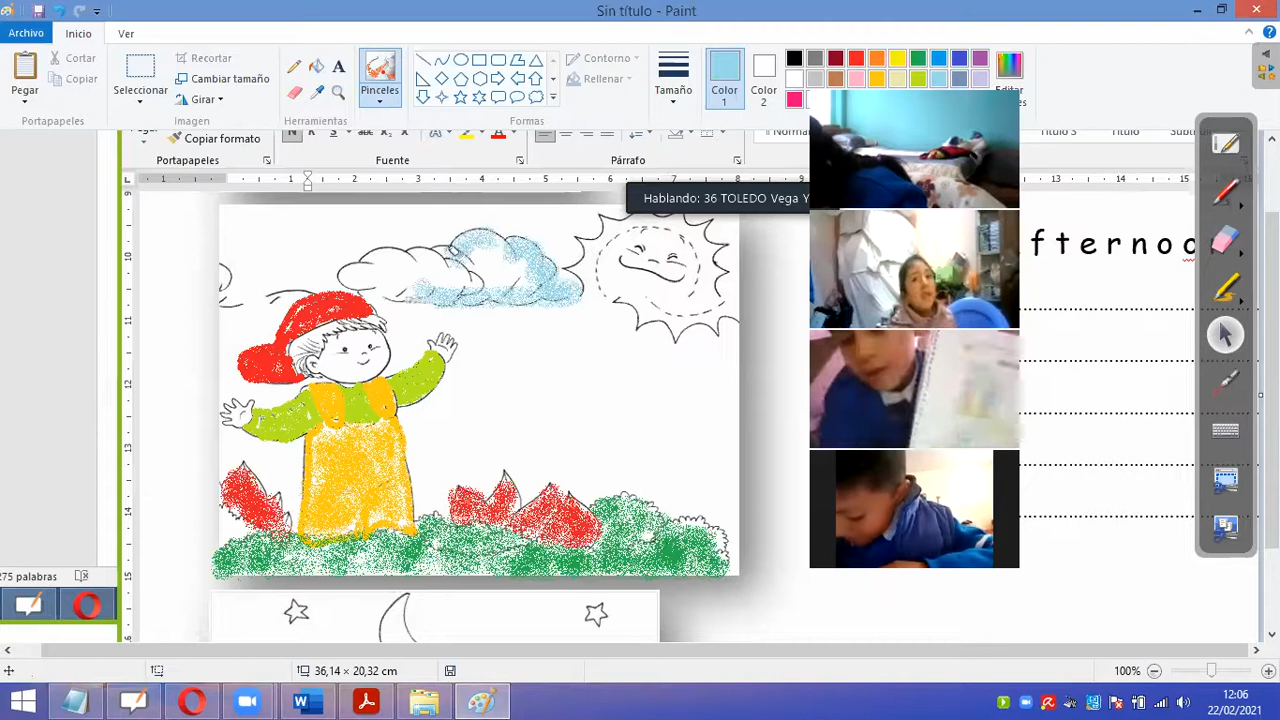 Sin título - Paint
Archivo Inicio Ver
Pegar
Cortar
Copiar
Seleccionar
Recortar
Cambiar tamaño
Girar
Pinceles
Contorno
Rellenar
Tamaño
Color 1
Color 2
Editar
Portapapeles Imagen Herramientas Formas
Copiar formato
Portapapeles Fuente Párrafo
Título 3 Título
Hablando: 36 TOLEDO Vega Y
fternoo
275 palabras
36,14 × 20,32 cm
100%
12:06
22/02/2021